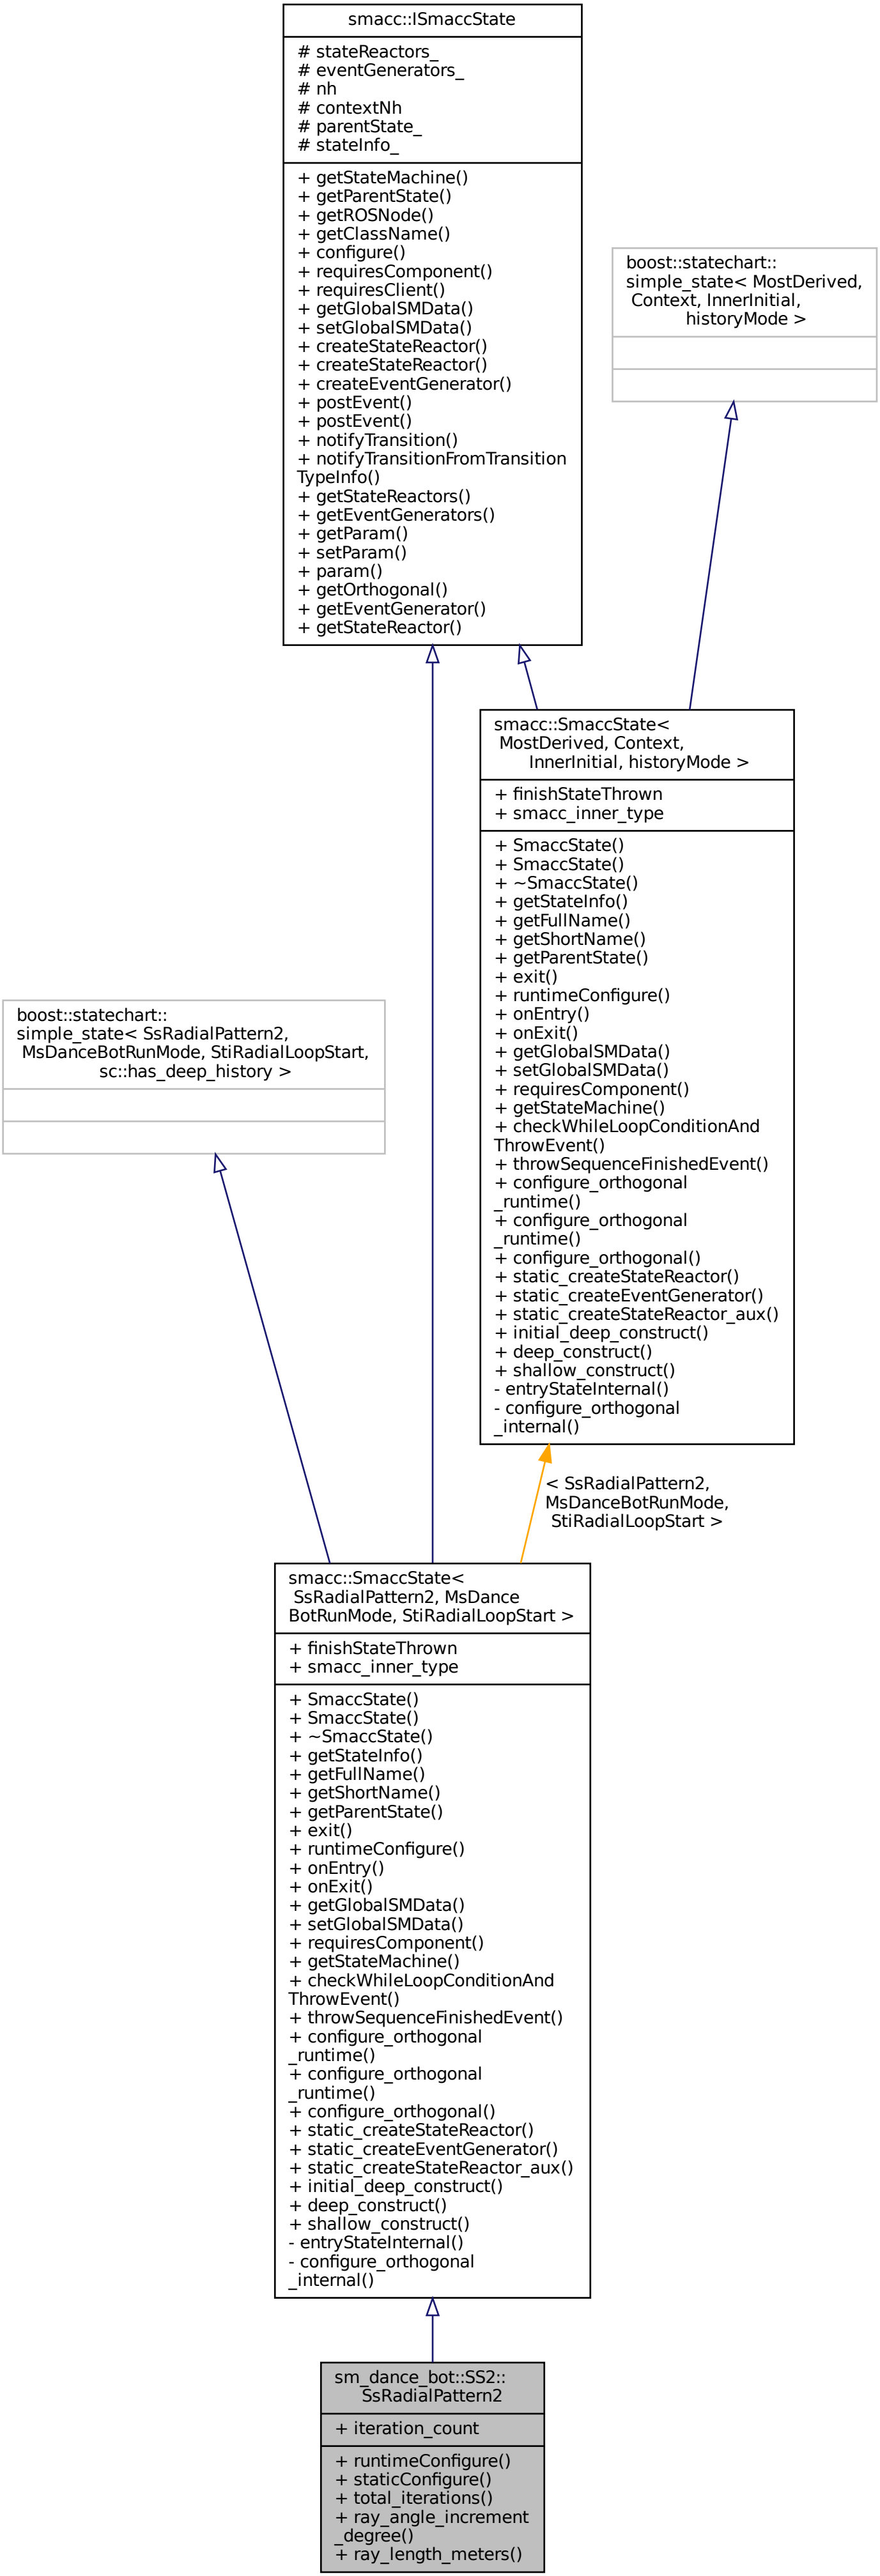 smacc::ISmaccState
# stateReactors_
# eventGenerators_
# nh
# contextNh
# parentState_
# stateInfo_
+ getStateMachine()
+ getParentState()
+ getROSNode()
+ getClassName()
+ configure()
+ requiresComponent()
+ requiresClient()
+ getGlobalSMData()
+ setGlobalSMData()
+ createStateReactor()
+ createStateReactor()
+ createEventGenerator()
+ postEvent()
+ postEvent()
+ notifyTransition()
+ notifyTransitionFromTransition
TypeInfo()
+ getStateReactors()
+ getEventGenerators()
+ getParam()
+ setParam()
+ param()
+ getOrthogonal()
+ getEventGenerator()
+ getStateReactor()
boost::statechart::
simple_state< MostDerived,
Context, InnerInitial,
historyMode >
smacc::SmaccState<
MostDerived, Context,
InnerInitial, historyMode >
+ finishStateThrown
+ smacc_inner_type
+ SmaccState()
+ SmaccState()
+ ~SmaccState()
+ getStateInfo()
+ getFullName()
+ getShortName()
+ getParentState()
+ exit()
+ runtimeConfigure()
+ onEntry()
+ onExit()
+ getGlobalSMData()
+ setGlobalSMData()
+ requiresComponent()
+ getStateMachine()
+ checkWhileLoopConditionAnd
ThrowEvent()
+ throwSequenceFinishedEvent()
+ configure_orthogonal
_runtime()
+ configure_orthogonal
_runtime()
+ configure_orthogonal()
+ static_createStateReactor()
+ static_createEventGenerator()
+ static_createStateReactor_aux()
+ initial_deep_construct()
+ deep_construct()
+ shallow_construct()
- entryStateInternal()
- configure_orthogonal
_internal()
boost::statechart::
simple_state< SsRadialPattern2,
MsDanceBotRunMode, StiRadialLoopStart,
sc::has_deep_history >
< SsRadialPattern2,
MsDanceBotRunMode,
StiRadialLoopStart >
smacc::SmaccState<
SsRadialPattern2, MsDance
BotRunMode, StiRadialLoopStart >
+ finishStateThrown
+ smacc_inner_type
+ SmaccState()
+ SmaccState()
+ ~SmaccState()
+ getStateInfo()
+ getFullName()
+ getShortName()
+ getParentState()
+ exit()
+ runtimeConfigure()
+ onEntry()
+ onExit()
+ getGlobalSMData()
+ setGlobalSMData()
+ requiresComponent()
+ getStateMachine()
+ checkWhileLoopConditionAnd
ThrowEvent()
+ throwSequenceFinishedEvent()
+ configure_orthogonal
_runtime()
+ configure_orthogonal
_runtime()
+ configure_orthogonal()
+ static_createStateReactor()
+ static_createEventGenerator()
+ static_createStateReactor_aux()
+ initial_deep_construct()
+ deep_construct()
+ shallow_construct()
- entryStateInternal()
- configure_orthogonal
_internal()
sm_dance_bot::SS2::
SsRadialPattern2
+ iteration_count
+ runtimeConfigure()
+ staticConfigure()
+ total_iterations()
+ ray_angle_increment
_degree()
+ ray_length_meters()